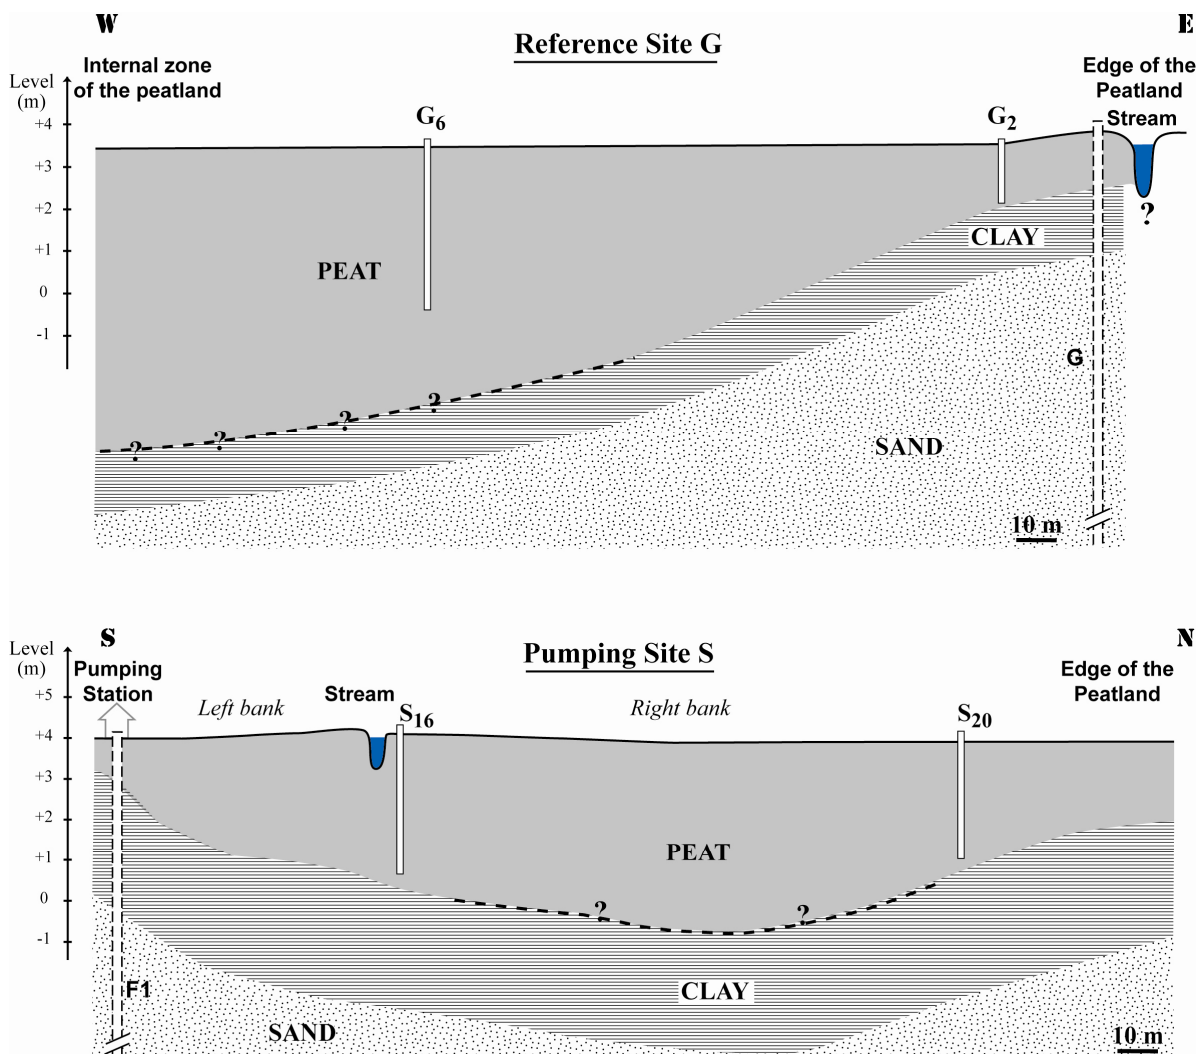 W
E
Reference Site G
Internal zone
of the peatland
Edge of the
Peatland
Stream
Level
(m)
+4
+3
+2
+1
0
-1
G6
G2
PEAT
CLAY
?
G
?
?
?
?
SAND
10 m
S
N
Pumping Site S
Level
(m)
Pumping
Station
Edge of the
Peatland
Left bank
Stream
S16
Right bank
S20
+5
+4
+3
+2
+1
0
-1
PEAT
?
?
F1
CLAY
SAND
10 m